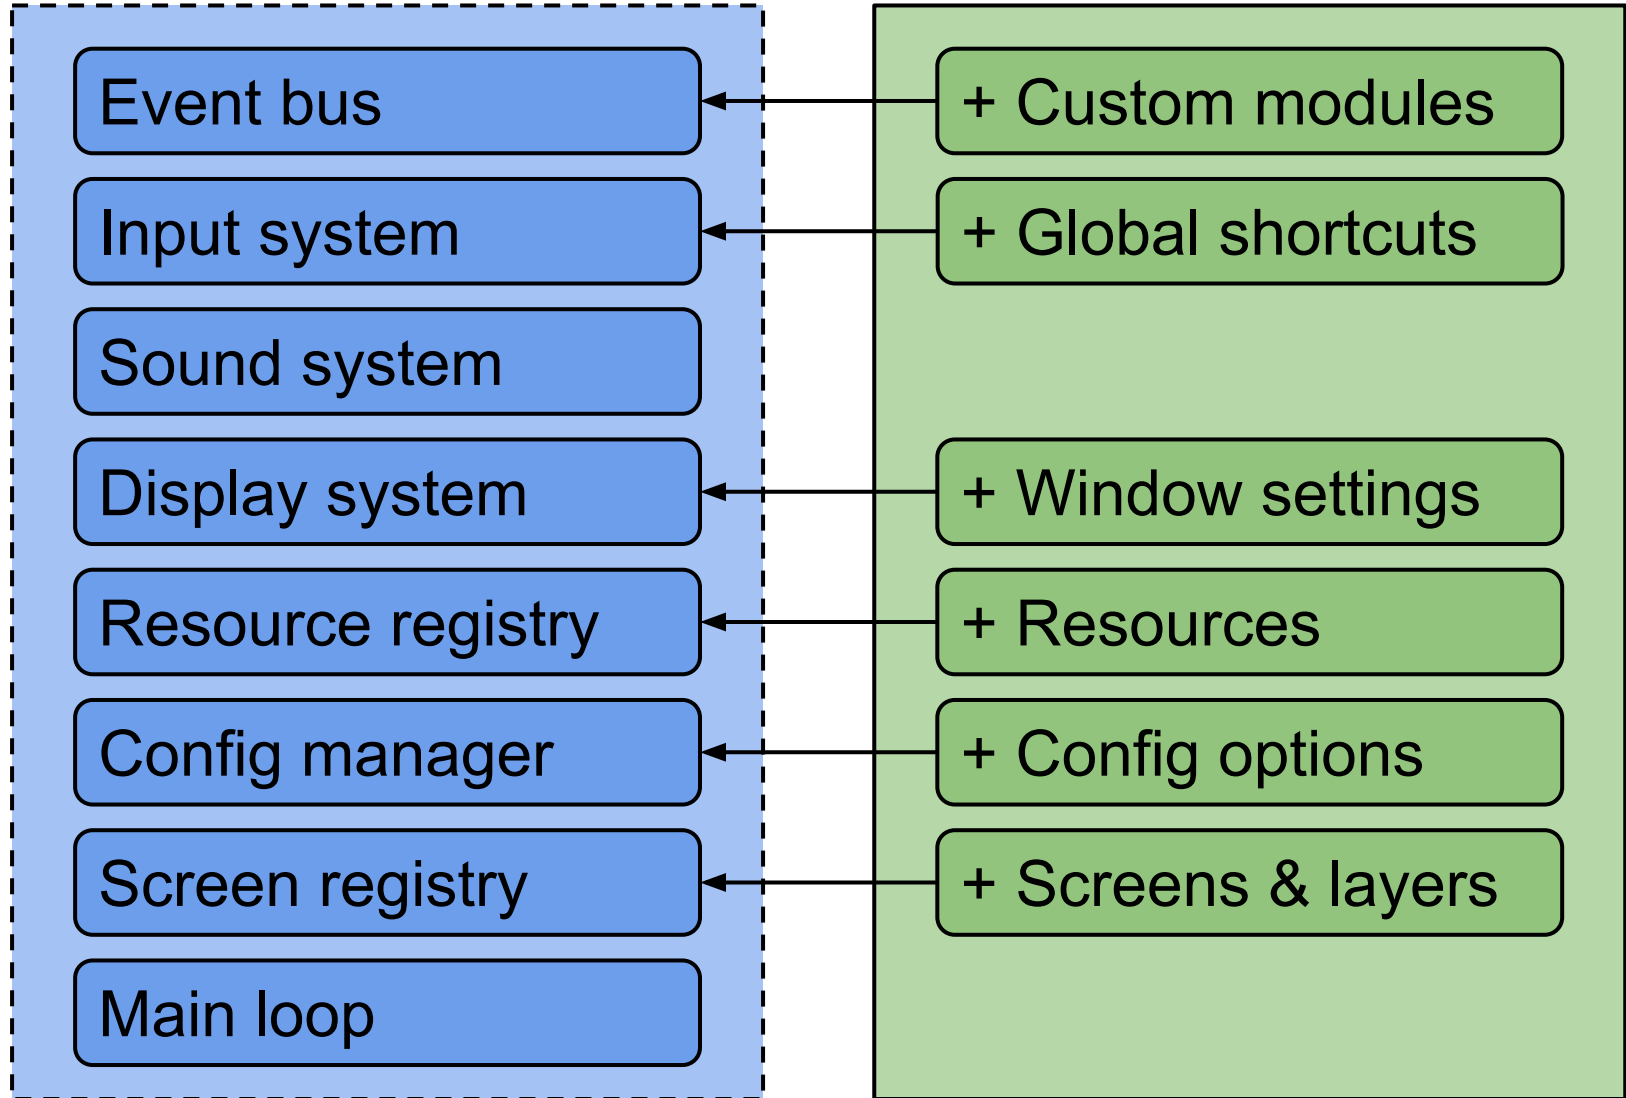 Event bus
+ Custom modules
Input system
+ Global shortcuts
Sound system
Display system
+ Window settings
Resource registry
+ Resources
Config manager
+ Config options
Screen registry
+ Screens & layers
Main loop